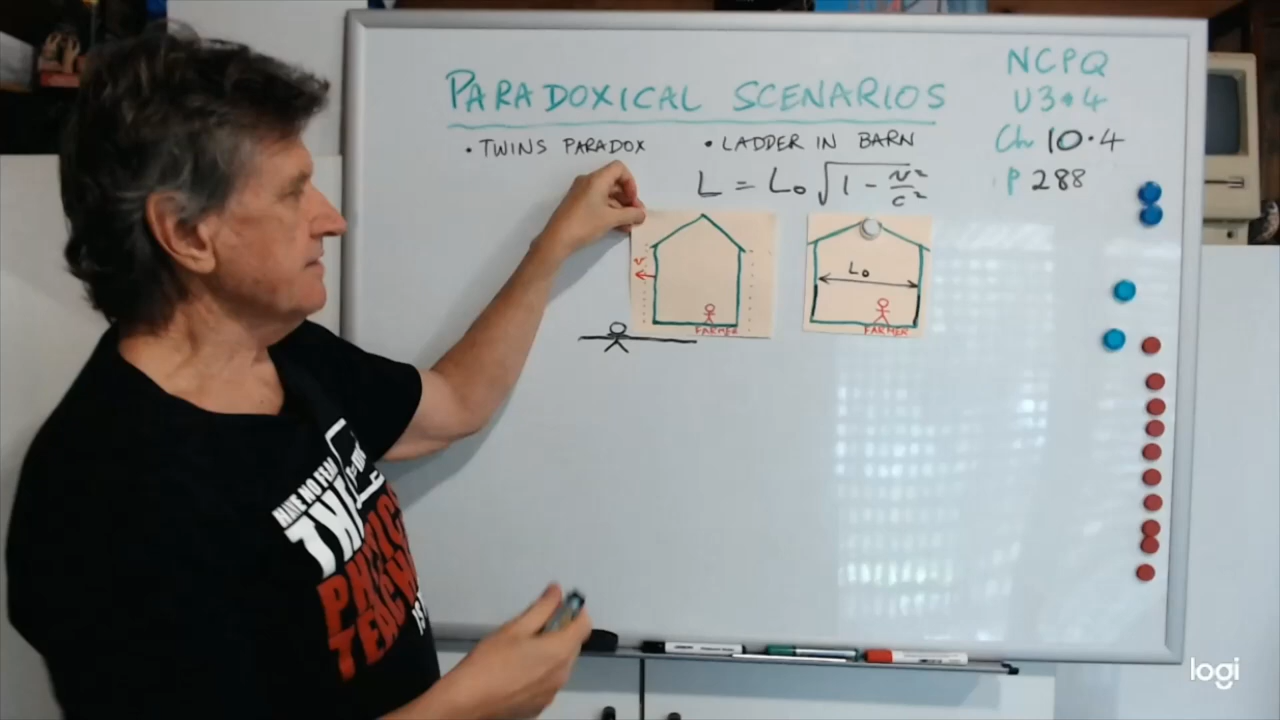 PARADOXICAL SCENARIOS
• TWINS PARADOX
• LADDER IN BARN
L = L₀ √(1 - v²/c²)
NCPQ
U3•4
Ch 10.4
P 288
v
FARMER
L₀
FARMER
HAVE NO FEAR
THE
PHYSICS
TEACHER
IS
logi